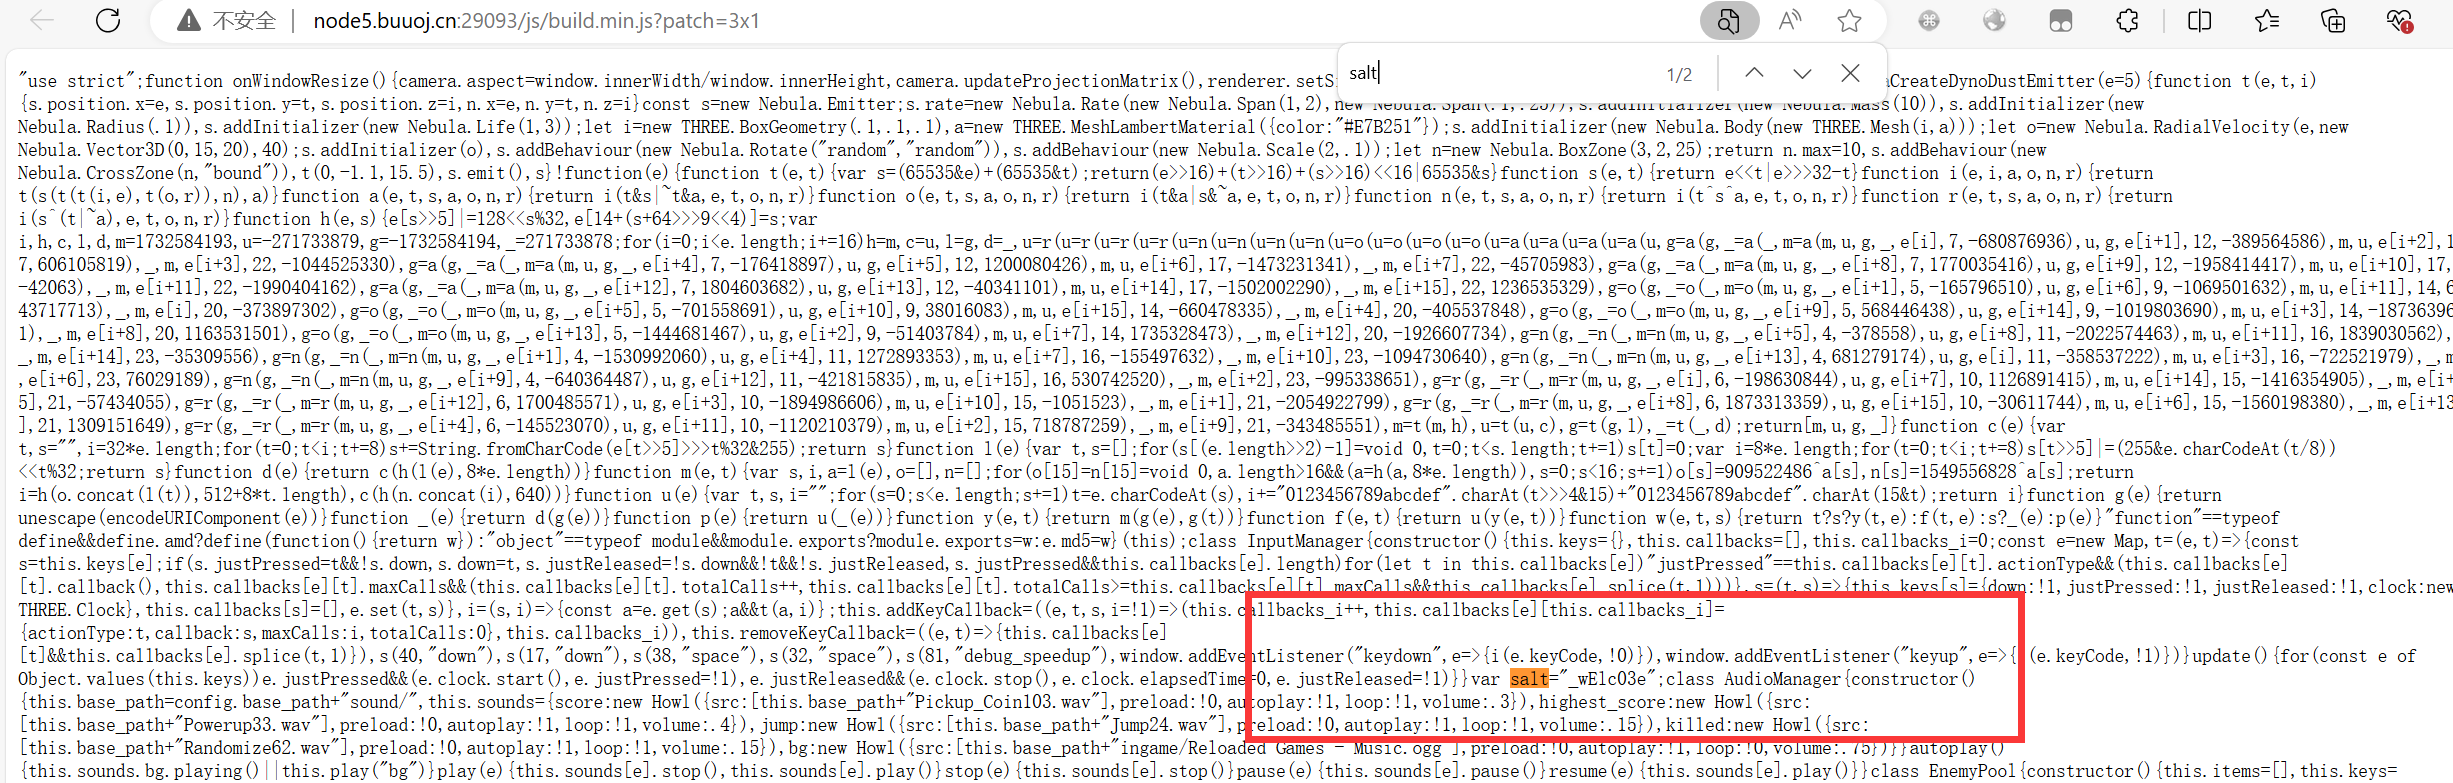 不安全 | node5.buuoj.cn:29093/js/build.min.js?patch=3x1
salt 1/2
"use strict";function onWindowResize(){camera.aspect=window.innerWidth/window.innerHeight,camera.updateProjectionMatrix(),renderer.setS aCreateDynoDustEmitter(e=5){function t(e,t,i)
{s.position.x=e,s.position.y=t,s.position.z=i,n.x=e,n.y=t,n.z=i}const s=new Nebula.Emitter;s.rate=new Nebula.Rate(new Nebula.Span(1,2),new Nebula.Span(.1,.25)),s.addInitializer(new Nebula.Mass(10)),s.addInitializer(new
Nebula.Radius(.1)),s.addInitializer(new Nebula.Life(1,3));let i=new THREE.BoxGeometry(.1,.1,.1),a=new THREE.MeshLambertMaterial({color:"#E7B251"});s.addInitializer(new Nebula.Body(new THREE.Mesh(i,a)));let o=new Nebula.RadialVelocity(e,new
Nebula.Vector3D(0,15,20),40);s.addInitializer(o),s.addBehaviour(new Nebula.Rotate("random","random")),s.addBehaviour(new Nebula.Scale(2,.1));let n=new Nebula.BoxZone(3,2,25);return n.max=10,s.addBehaviour(new
Nebula.CrossZone(n,"bound")),t(0,-1.1,15.5),s.emit(),s}!function(e){function t(e,t){var s=(65535&e)+(65535&t);return(e>>16)+(t>>16)+(s>>16)<<16|65535&s}function s(e,t){return e<<t|e>>>32-t}function i(e,i,a,o,n,r){return
t(s(t(t(i,e),t(o,r)),n),a)}function a(e,t,s,a,o,n,r){return i(t&s|~t&a,e,t,o,n,r)}function o(e,t,s,a,o,n,r){return i(t&a|s&~a,e,t,o,n,r)}function n(e,t,s,a,o,n,r){return i(t^s^a,e,t,o,n,r)}function r(e,t,s,a,o,n,r){return
i(s^(t|~a),e,t,o,n,r)}function h(e,s){e[s>>5]|=128<<s%32,e[14+(s+64>>>9<<4)]=s;var
i,h,c,l,d,m=1732584193,u=-271733879,g=-1732584194,_=271733878;for(i=0;i<e.length;i+=16)h=m,c=u,l=g,d=_,u=r(u=r(u=r(u=r(u=n(u=n(u=n(u=n(u=o(u=o(u=o(u=o(u=a(u=a(u=a(u=a(u,g=a(g,_=a(_,m=a(m,u,g,_,e[i],7,-680876936),u,g,e[i+1],12,-389564586),m,u,e[i+2],1
7,606105819),_,m,e[i+3],22,-1044525330),g=a(g,_=a(_,m=a(m,u,g,_,e[i+4],7,-176418897),u,g,e[i+5],12,1200080426),m,u,e[i+6],17,-1473231341),_,m,e[i+7],22,-45705983),g=a(g,_=a(_,m=a(m,u,g,_,e[i+8],7,1770035416),u,g,e[i+9],12,-1958414417),m,u,e[i+10],17,
-42063),_,m,e[i+11],22,-1990404162),g=a(g,_=a(_,m=a(m,u,g,_,e[i+12],7,1804603682),u,g,e[i+13],12,-40341101),m,u,e[i+14],17,-1502002290),_,m,e[i+15],22,1236535329),g=o(g,_=o(_,m=o(m,u,g,_,e[i+1],5,-165796510),u,g,e[i+6],9,-1069501632),m,u,e[i+11],14,6
43717713),_,m,e[i],20,-373897302),g=o(g,_=o(_,m=o(m,u,g,_,e[i+5],5,-701558691),u,g,e[i+10],9,38016083),m,u,e[i+15],14,-660478335),_,m,e[i+4],20,-405537848),g=o(g,_=o(_,m=o(m,u,g,_,e[i+9],5,568446438),u,g,e[i+14],9,-1019803690),m,u,e[i+3],14,-18736396
1),_,m,e[i+8],20,1163531501),g=o(g,_=o(_,m=o(m,u,g,_,e[i+13],5,-1444681467),u,g,e[i+2],9,-51403784),m,u,e[i+7],14,1735328473),_,m,e[i+12],20,-1926607734),g=n(g,_=n(_,m=n(m,u,g,_,e[i+5],4,-378558),u,g,e[i+8],11,-2022574463),m,u,e[i+11],16,1839030562),
_,m,e[i+14],23,-35309556),g=n(g,_=n(_,m=n(m,u,g,_,e[i+1],4,-1530992060),u,g,e[i+4],11,1272893353),m,u,e[i+7],16,-155497632),_,m,e[i+10],23,-1094730640),g=n(g,_=n(_,m=n(m,u,g,_,e[i+13],4,681279174),u,g,e[i],11,-358537222),m,u,e[i+3],16,-722521979),_,m
,e[i+6],23,76029189),g=n(g,_=n(_,m=n(m,u,g,_,e[i+9],4,-640364487),u,g,e[i+12],11,-421815835),m,u,e[i+15],16,530742520),_,m,e[i+2],23,-995338651),g=r(g,_=r(_,m=r(m,u,g,_,e[i],6,-198630844),u,g,e[i+7],10,1126891415),m,u,e[i+14],15,-1416354905),_,m,e[i+
5],21,-57434055),g=r(g,_=r(_,m=r(m,u,g,_,e[i+12],6,1700485571),u,g,e[i+3],10,-1894986606),m,u,e[i+10],15,-1051523),_,m,e[i+1],21,-2054922799),g=r(g,_=r(_,m=r(m,u,g,_,e[i+8],6,1873313359),u,g,e[i+15],10,-30611744),m,u,e[i+6],15,-1560198380),_,m,e[i+13
],21,1309151649),g=r(g,_=r(_,m=r(m,u,g,_,e[i+4],6,-145523070),u,g,e[i+11],10,-1120210379),m,u,e[i+2],15,718787259),_,m,e[i+9],21,-343485551),m=t(m,h),u=t(u,c),g=t(g,l),_=t(_,d);return[m,u,g,_]}function c(e){var
t,s="",i=32*e.length;for(t=0;t<i;t+=8)s+=String.fromCharCode(e[t>>5]>>>t%32&255);return s}function l(e){var t,s=[];for(s[(e.length>>2)-1]=void 0,t=0;t<s.length;t+=1)s[t]=0;var i=8*e.length;for(t=0;t<i;t+=8)s[t>>5]|=(255&e.charCodeAt(t/8))
<<t%32;return s}function d(e){return c(h(l(e),8*e.length))}function m(e,t){var s,i,a=l(e),o=[],n=[];for(o[15]=n[15]=void 0,a.length>16&&(a=h(a,8*e.length)),s=0;s<16;s+=1)o[s]=909522486^a[s],n[s]=1549556828^a[s];return
i=h(o.concat(l(t)),512+8*t.length),c(h(n.concat(i),640))}function u(e){var t,s,i="";for(s=0;s<e.length;s+=1)t=e.charCodeAt(s),i+="0123456789abcdef".charAt(t>>>4&15)+"0123456789abcdef".charAt(15&t);return i}function g(e){return
unescape(encodeURIComponent(e))}function _(e){return d(g(e))}function p(e){return u(_(e))}function y(e,t){return m(g(e),g(t))}function f(e,t){return u(y(e,t))}function w(e,t,s){return t?s?y(t,e):f(t,e):s?_(e):p(e)}"function"==typeof
define&&define.amd?define(function(){return w}):"object"==typeof module&&module.exports?module.exports=w:e.md5=w}(this);class InputManager{constructor(){this.keys={},this.callbacks=[],this.callbacks_i=0;const e=new Map,t=(e,t)=>{const
s=this.keys[e];if(s.justPressed=t&&!s.down,s.down=t,s.justReleased=!s.down&&!t&&!s.justReleased,s.justPressed&&this.callbacks[e].length)for(let t in this.callbacks[e])"justPressed"==this.callbacks[e][t].actionType&&(this.callbacks[e]
[t].callback(),this.callbacks[e][t].maxCalls&&(this.callbacks[e][t].totalCalls++,this.callbacks[e][t].totalCalls>=this.callbacks[e][t].maxCalls&&this.callbacks[e].splice(t,1)))},s=(t,s)=>{this.keys[s]={down:!1,justPressed:!1,justReleased:!1,clock:new
THREE.Clock},this.callbacks[s]=[],e.set(t,s)},i=(s,i)=>{const a=e.get(s);a&&t(a,i)};this.addKeyCallback=((e,t,s,i=!1)=>(this.callbacks_i++,this.callbacks[e][this.callbacks_i]=
{actionType:t,callback:s,maxCalls:i,totalCalls:0},this.callbacks_i)),this.removeKeyCallback=((e,t)=>{this.callbacks[e]
[t]&&this.callbacks[e].splice(t,1)}),s(40,"down"),s(17,"down"),s(38,"space"),s(32,"space"),s(81,"debug_speedup"),window.addEventListener("keydown",e=>{i(e.keyCode,!0)}),window.addEventListener("keyup",e=>{i(e.keyCode,!1)})}update(){for(const e of
Object.values(this.keys))e.justPressed&&(e.clock.start(),e.justPressed=!1),e.justReleased&&(e.clock.stop(),e.clock.elapsedTime=0,e.justReleased=!1)}}var salt="_wE1c03e";class AudioManager{constructor()
{this.base_path=config.base_path+"sound/",this.sounds={score:new Howl({src:[this.base_path+"Pickup_Coin103.wav"],preload:!0,autoplay:!1,loop:!1,volume:.3}),highest_score:new Howl({src:
[this.base_path+"Powerup33.wav"],preload:!0,autoplay:!1,loop:!1,volume:.4}),jump:new Howl({src:[this.base_path+"Jump24.wav"],preload:!0,autoplay:!1,loop:!1,volume:.15}),killed:new Howl({src:
[this.base_path+"Randomize62.wav"],preload:!0,autoplay:!1,loop:!1,volume:.15}),bg:new Howl({src:[this.base_path+"ingame/Reloaded Games - Music.ogg"],preload:!0,autoplay:!1,loop:!0,volume:.75})}}autoplay()
{this.sounds.bg.playing()||this.play("bg")}play(e){this.sounds[e].stop(),this.sounds[e].play()}stop(e){this.sounds[e].stop()}pause(e){this.sounds[e].pause()}resume(e){this.sounds[e].play()}}class EnemyPool{constructor(){this.items=[],this.keys=